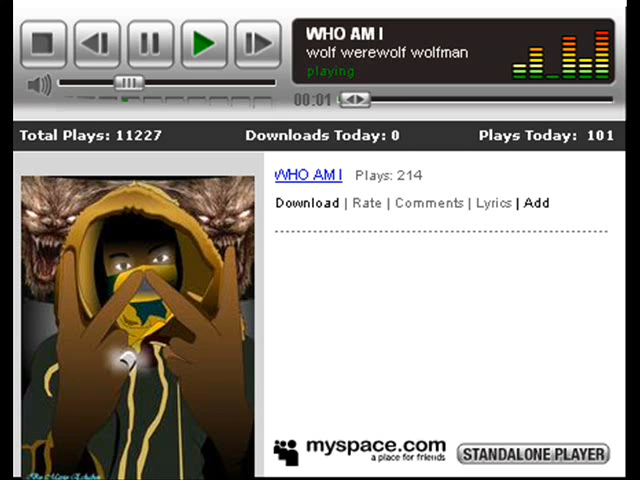 WHO AM I
wolf werewolf wolfman
playing
00:01
Total Plays: 11227 Downloads Today: 0 Plays Today: 101
WHO AM I Plays: 214
Download | Rate | Comments | Lyrics | Add
myspace.com
a place for friends
STANDALONE PLAYER